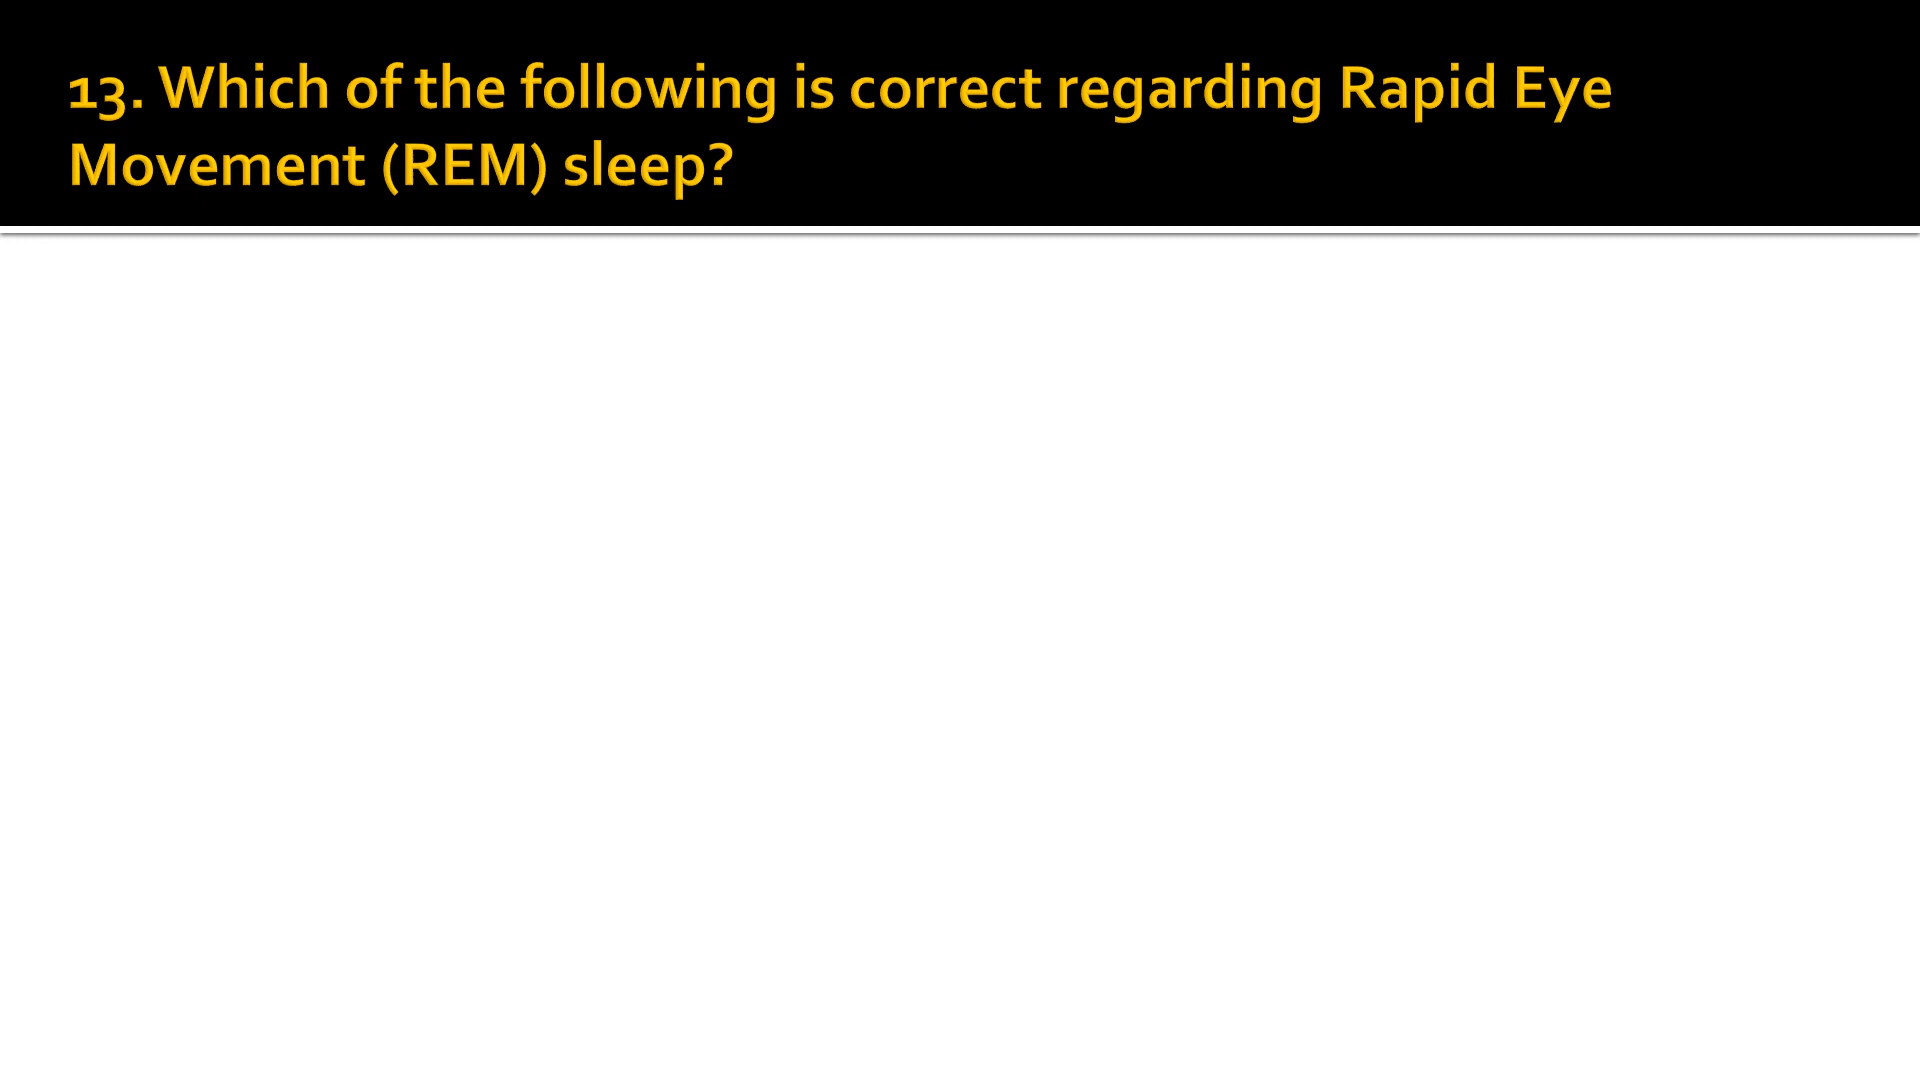 13. Which of the following is correct regarding Rapid Eye
Movement (REM) sleep?